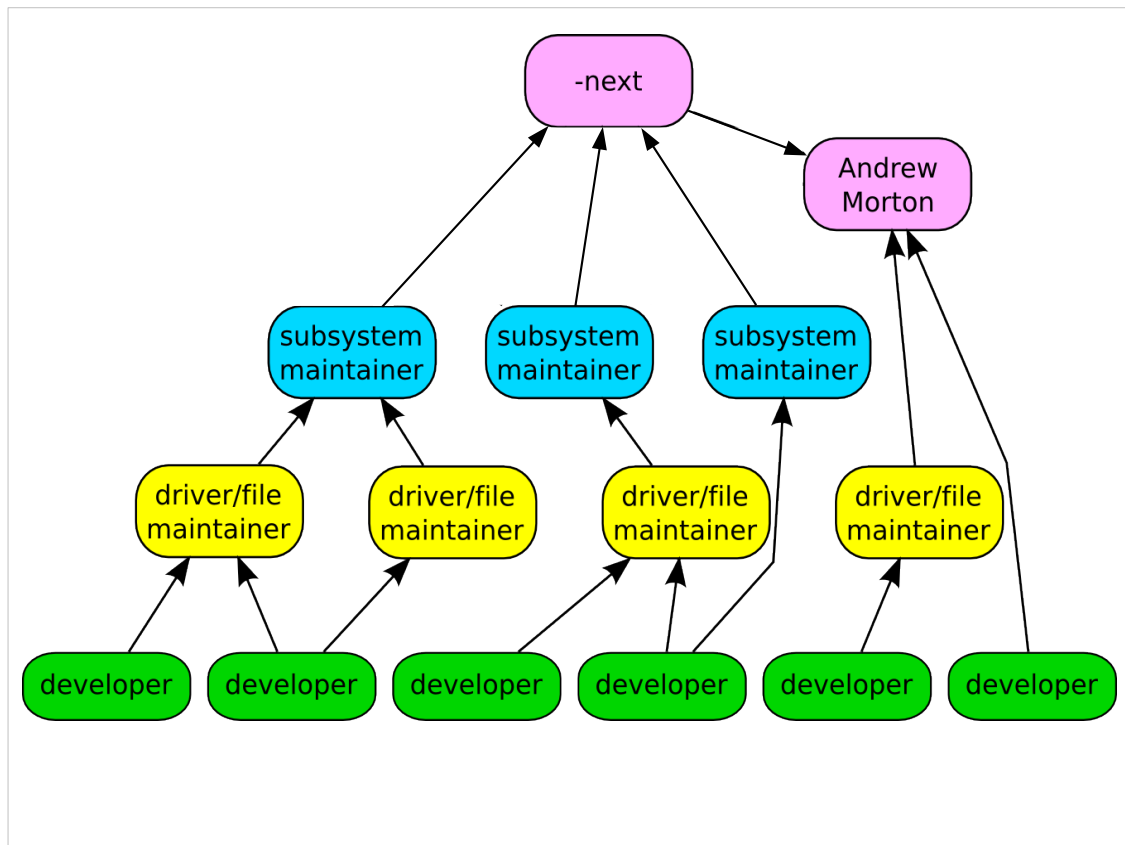 -next
Andrew
Morton
subsystem
maintainer
subsystem
maintainer
subsystem
maintainer
driver/file
maintainer
driver/file
maintainer
driver/file
maintainer
driver/file
maintainer
developer
developer
developer
developer
developer
developer